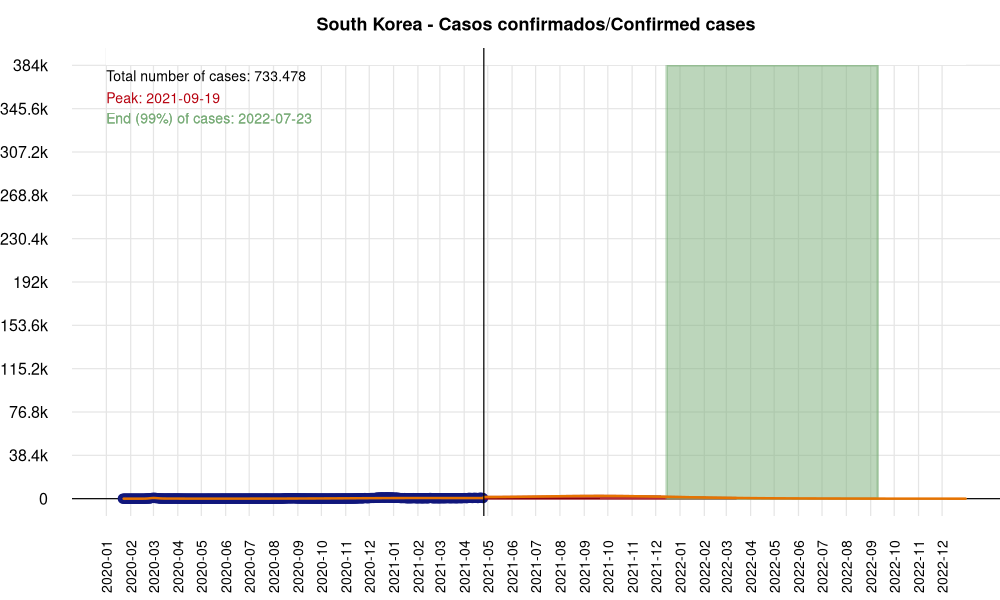 South Korea - Casos confirmados/Confirmed cases
Total number of cases: 733.478
Peak: 2021-09-19
End (99%) of cases: 2022-07-23
384k
345.6k
307.2k
268.8k
230.4k
192k
153.6k
115.2k
76.8k
38.4k
0
2020-01
2020-02
2020-03
2020-04
2020-05
2020-06
2020-07
2020-08
2020-09
2020-10
2020-11
2020-12
2021-01
2021-02
2021-03
2021-04
2021-05
2021-06
2021-07
2021-08
2021-09
2021-10
2021-11
2021-12
2022-01
2022-02
2022-03
2022-04
2022-05
2022-06
2022-07
2022-08
2022-09
2022-10
2022-11
2022-12